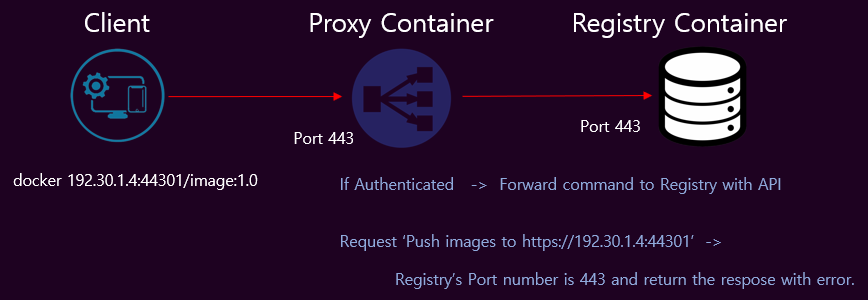 Client
Proxy Container
Registry Container
Port 443
Port 443
docker 192.30.1.4:44301/image:1.0
If Authenticated -> Forward command to Registry with API
Request ‘Push images to https://192.30.1.4:44301’ ->
Registry’s Port number is 443 and return the respose with error.